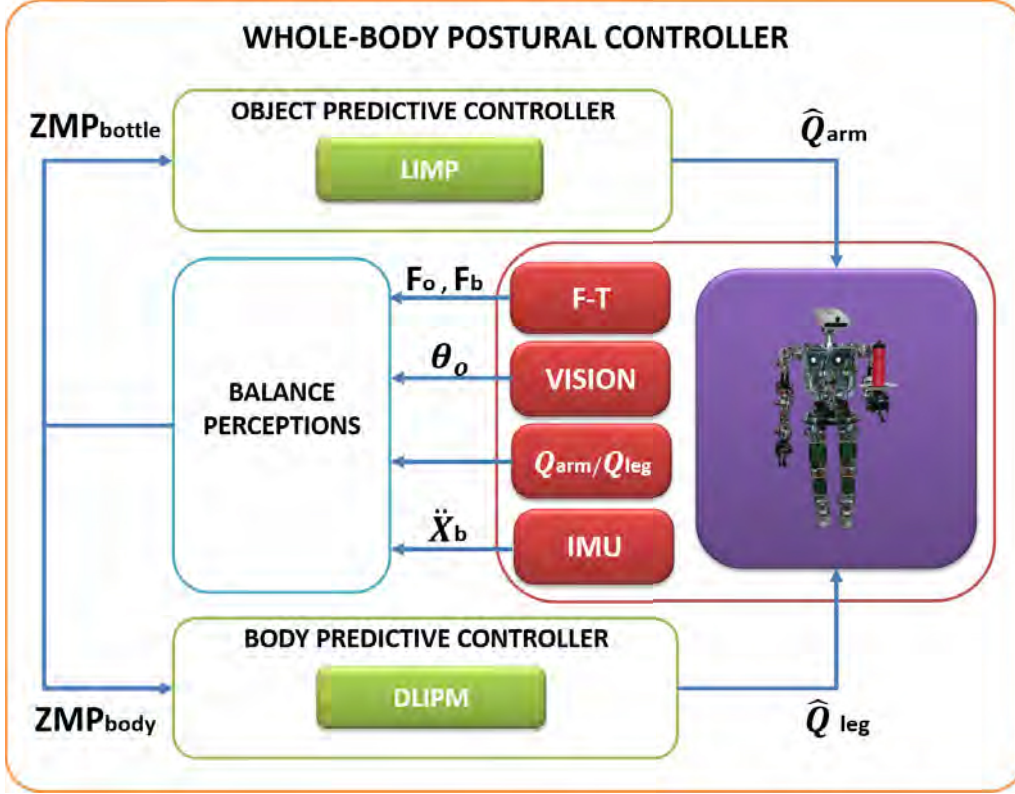 WHOLE-BODY POSTURAL CONTROLLER
OBJECT PREDICTIVE CONTROLLER
LIMP
ZMPbottle
Q̂arm
Fo , Fb
F-T
θo
VISION
BALANCE
PERCEPTIONS
Qarm/Qleg
Ẍb
IMU
BODY PREDICTIVE CONTROLLER
DLIPM
ZMPbody
Q̂ leg